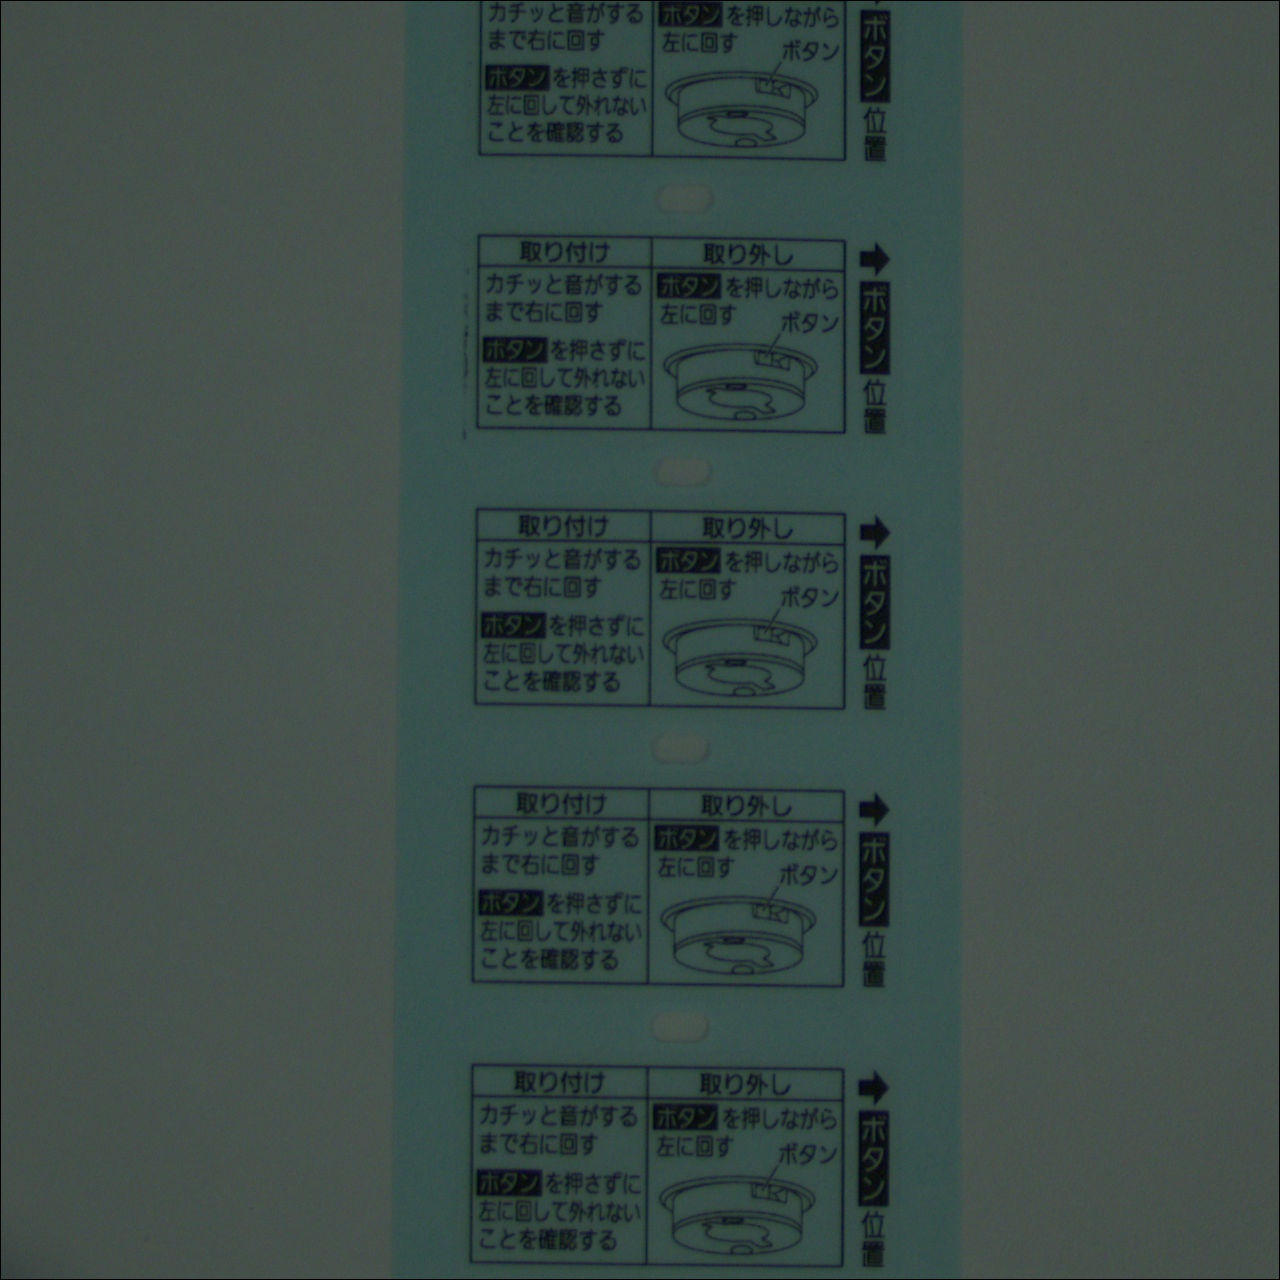 カチッと音がする
まで右に回す
ボタンを押さずに
左に回して外れない
ことを確認する
ボタンを押しながら
左に回す
ボタン
ボタン位置
取り付け
カチッと音がする
まで右に回す
ボタンを押さずに
左に回して外れない
ことを確認する
取り外し
ボタンを押しながら
左に回す
ボタン
➡ボタン位置
取り付け
カチッと音がする
まで右に回す
ボタンを押さずに
左に回して外れない
ことを確認する
取り外し
ボタンを押しながら
左に回す
ボタン
➡ボタン位置
取り付け
カチッと音がする
まで右に回す
ボタンを押さずに
左に回して外れない
ことを確認する
取り外し
ボタンを押しながら
左に回す
ボタン
➡ボタン位置
取り付け
カチッと音がする
まで右に回す
ボタンを押さずに
左に回して外れない
ことを確認する
取り外し
ボタンを押しながら
左に回す
ボタン
➡ボタン位置